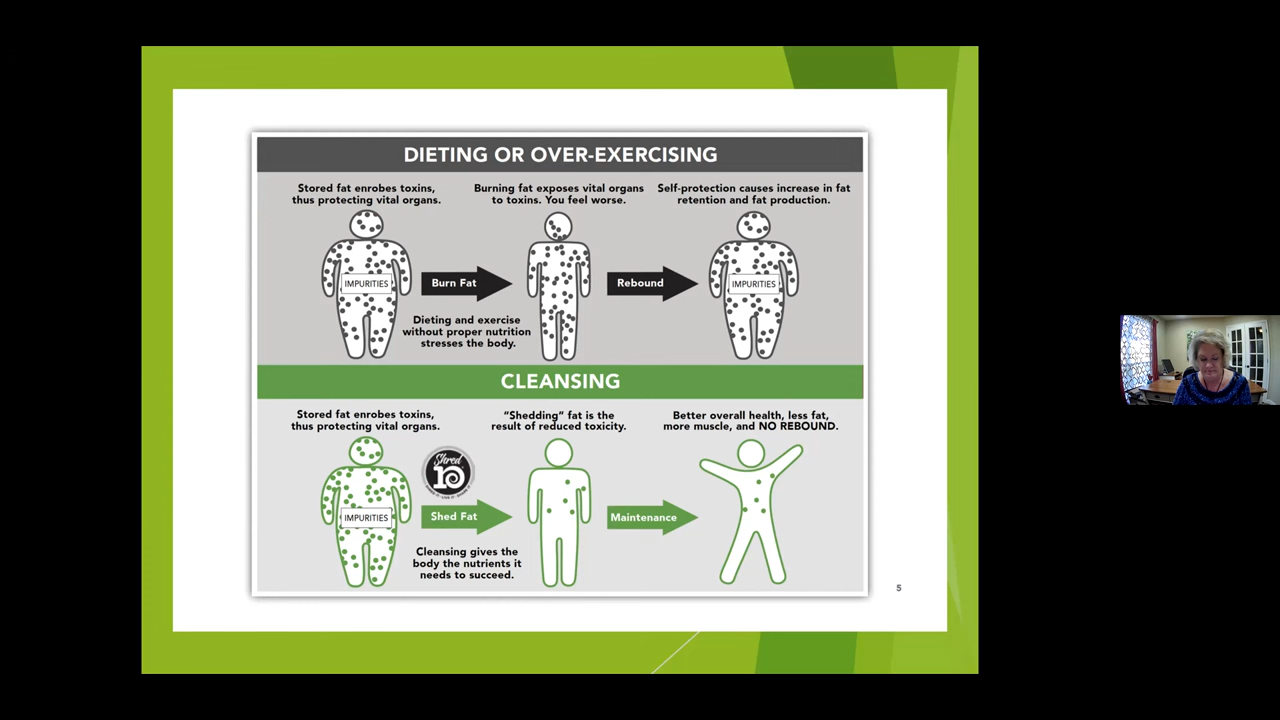 DIETING OR OVER-EXERCISING
Stored fat enrobes toxins,
thus protecting vital organs.
Burning fat exposes vital organs
to toxins. You feel worse.
Self-protection causes increase in fat
retention and fat production.
IMPURITIES
Burn Fat
Rebound
IMPURITIES
Dieting and exercise
without proper nutrition
stresses the body.
CLEANSING
Stored fat enrobes toxins,
thus protecting vital organs.
"Shedding" fat is the
result of reduced toxicity.
Better overall health, less fat,
more muscle, and NO REBOUND.
Shred
10
IMPURITIES
Shed Fat
Maintenance
Cleansing gives the
body the nutrients it
needs to succeed.
5